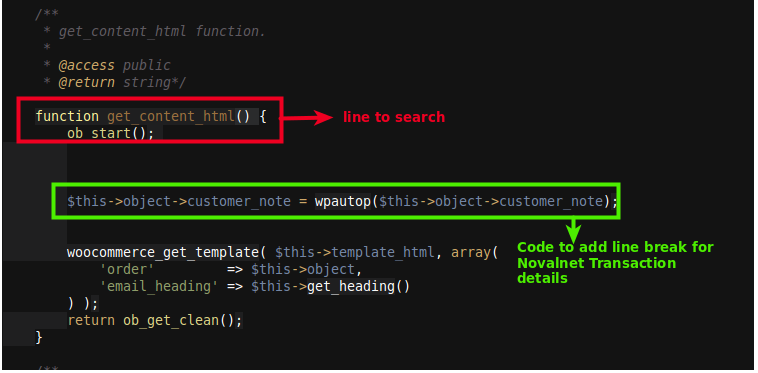 /**
 * get_content_html function.
 *
 * @access public
 * @return string*/
function get_content_html() {
line to search
ob_start();
$this->object->customer_note = wpautop($this->object->customer_note);
Code to add line break for
Novalnet Transaction
details
woocommerce_get_template( $this->template_html, array(
'order'         => $this->object,
'email_heading' => $this->get_heading()
) );
return ob_get_clean();
}
/**